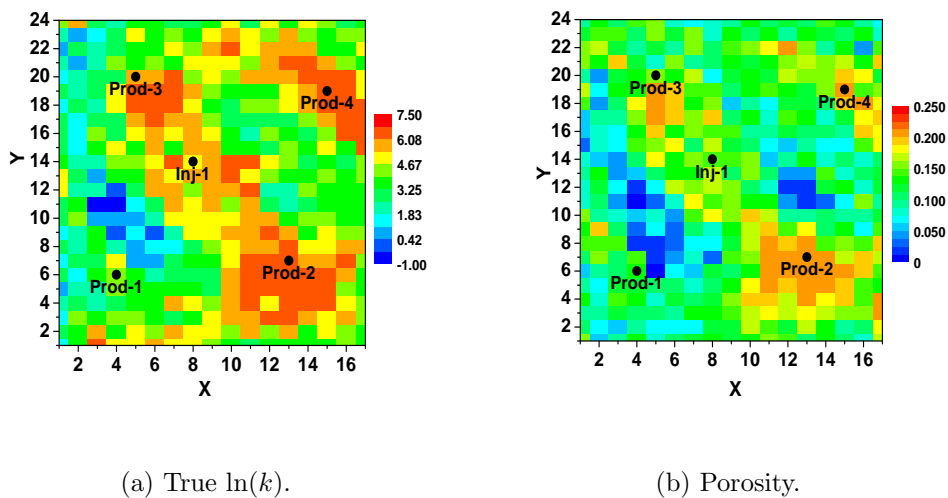 24
22
20
18
16
14
12
10
8
6
4
2
Y
2 4 6 8 10 12 14 16
X
Prod-3
Prod-4
Inj-1
Prod-2
Prod-1
7.50
6.08
4.67
3.25
1.83
0.42
-1.00
24
22
20
18
16
14
12
10
8
6
4
2
Y
2 4 6 8 10 12 14 16
X
Prod-3
Prod-4
Inj-1
Prod-2
Prod-1
0.250
0.200
0.150
0.100
0.050
0
(a) True ln(k).
(b) Porosity.